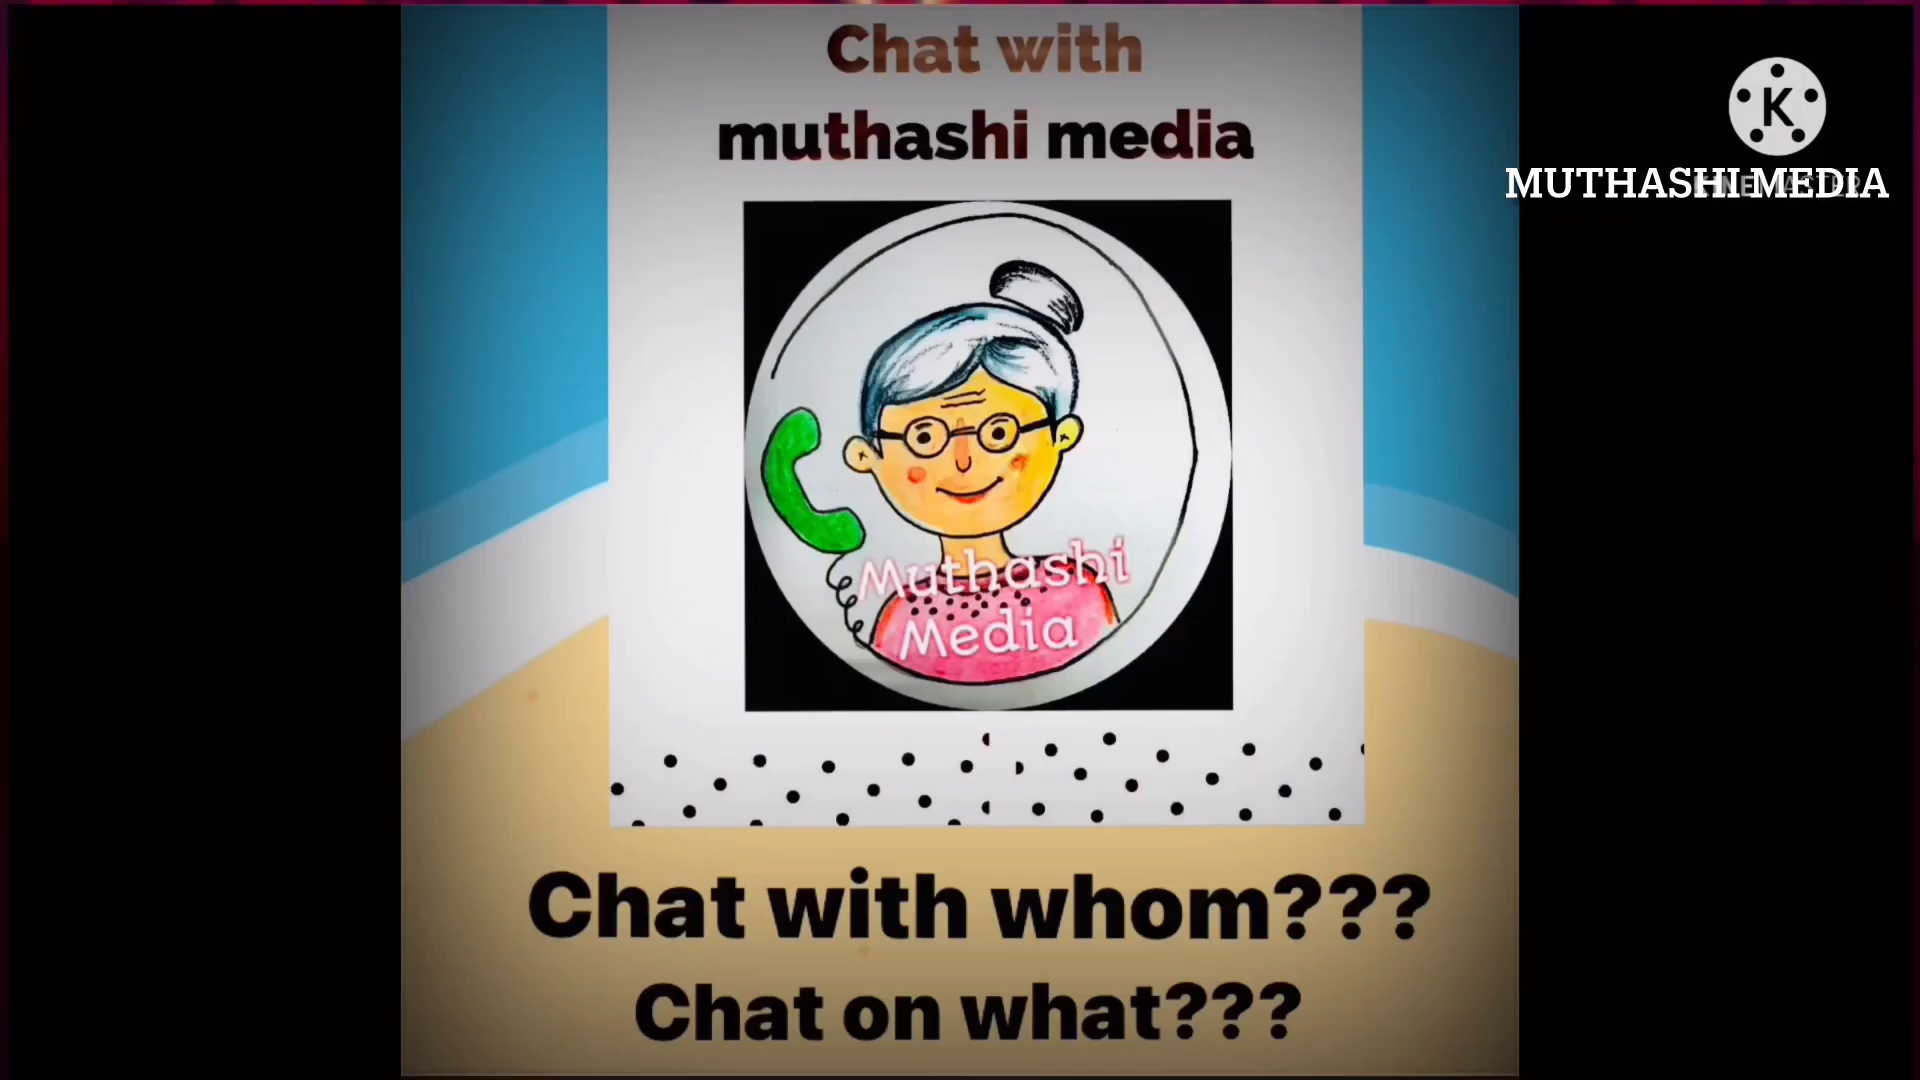 Chat with
muthashi media
K
MUTHASHI MEDIA
Muthashi
Media
Chat with whom???
Chat on what???